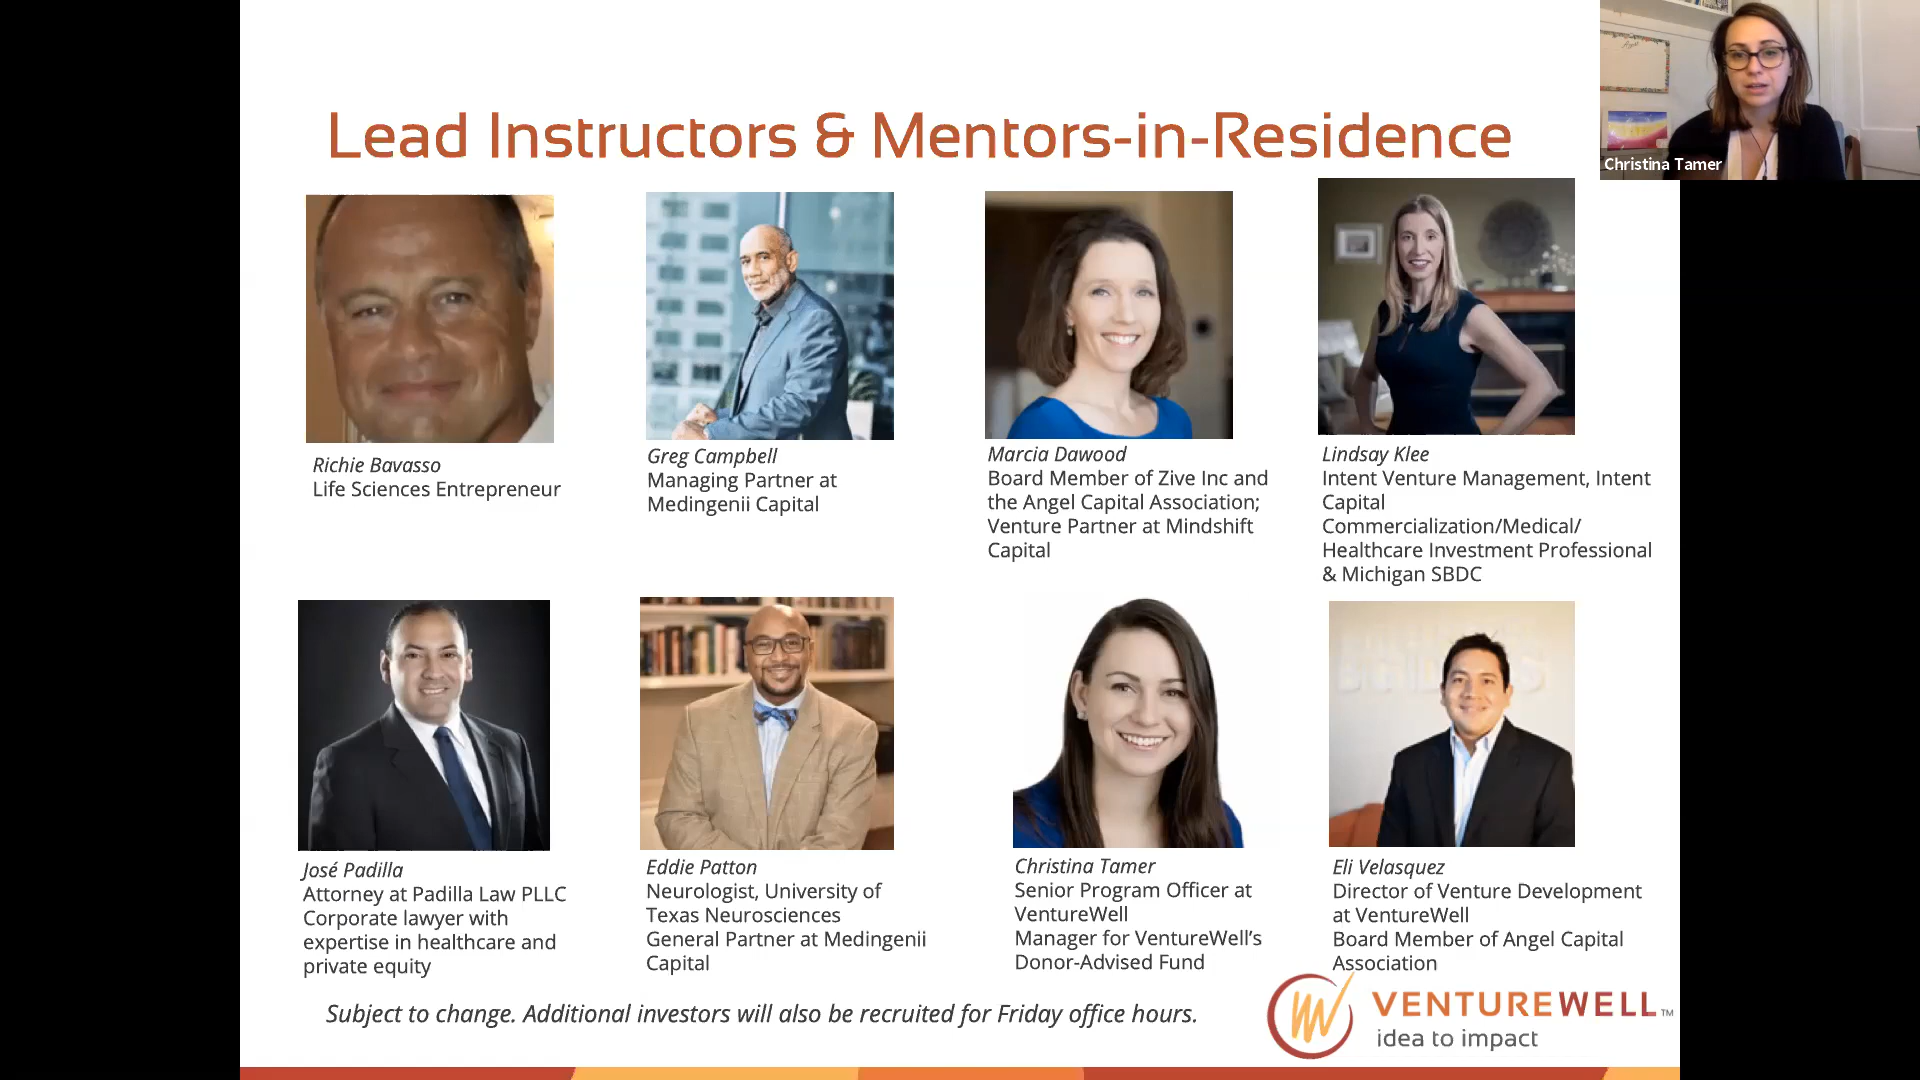 Lead Instructors & Mentors-in-Residence
Christina Tamer
Richie Bavasso
Life Sciences Entrepreneur
Greg Campbell
Managing Partner at
Medingenii Capital
Marcia Dawood
Board Member of Zive Inc and
the Angel Capital Association;
Venture Partner at Mindshift
Capital
Lindsay Klee
Intent Venture Management, Intent
Capital
Commercialization/Medical/
Healthcare Investment Professional
& Michigan SBDC
José Padilla
Attorney at Padilla Law PLLC
Corporate lawyer with
expertise in healthcare and
private equity
Eddie Patton
Neurologist, University of
Texas Neurosciences
General Partner at Medingenii
Capital
Christina Tamer
Senior Program Officer at
VentureWell
Manager for VentureWell’s
Donor-Advised Fund
Eli Velasquez
Director of Venture Development
at VentureWell
Board Member of Angel Capital
Association
Subject to change. Additional investors will also be recruited for Friday office hours.
VENTUREWELL™
idea to impact